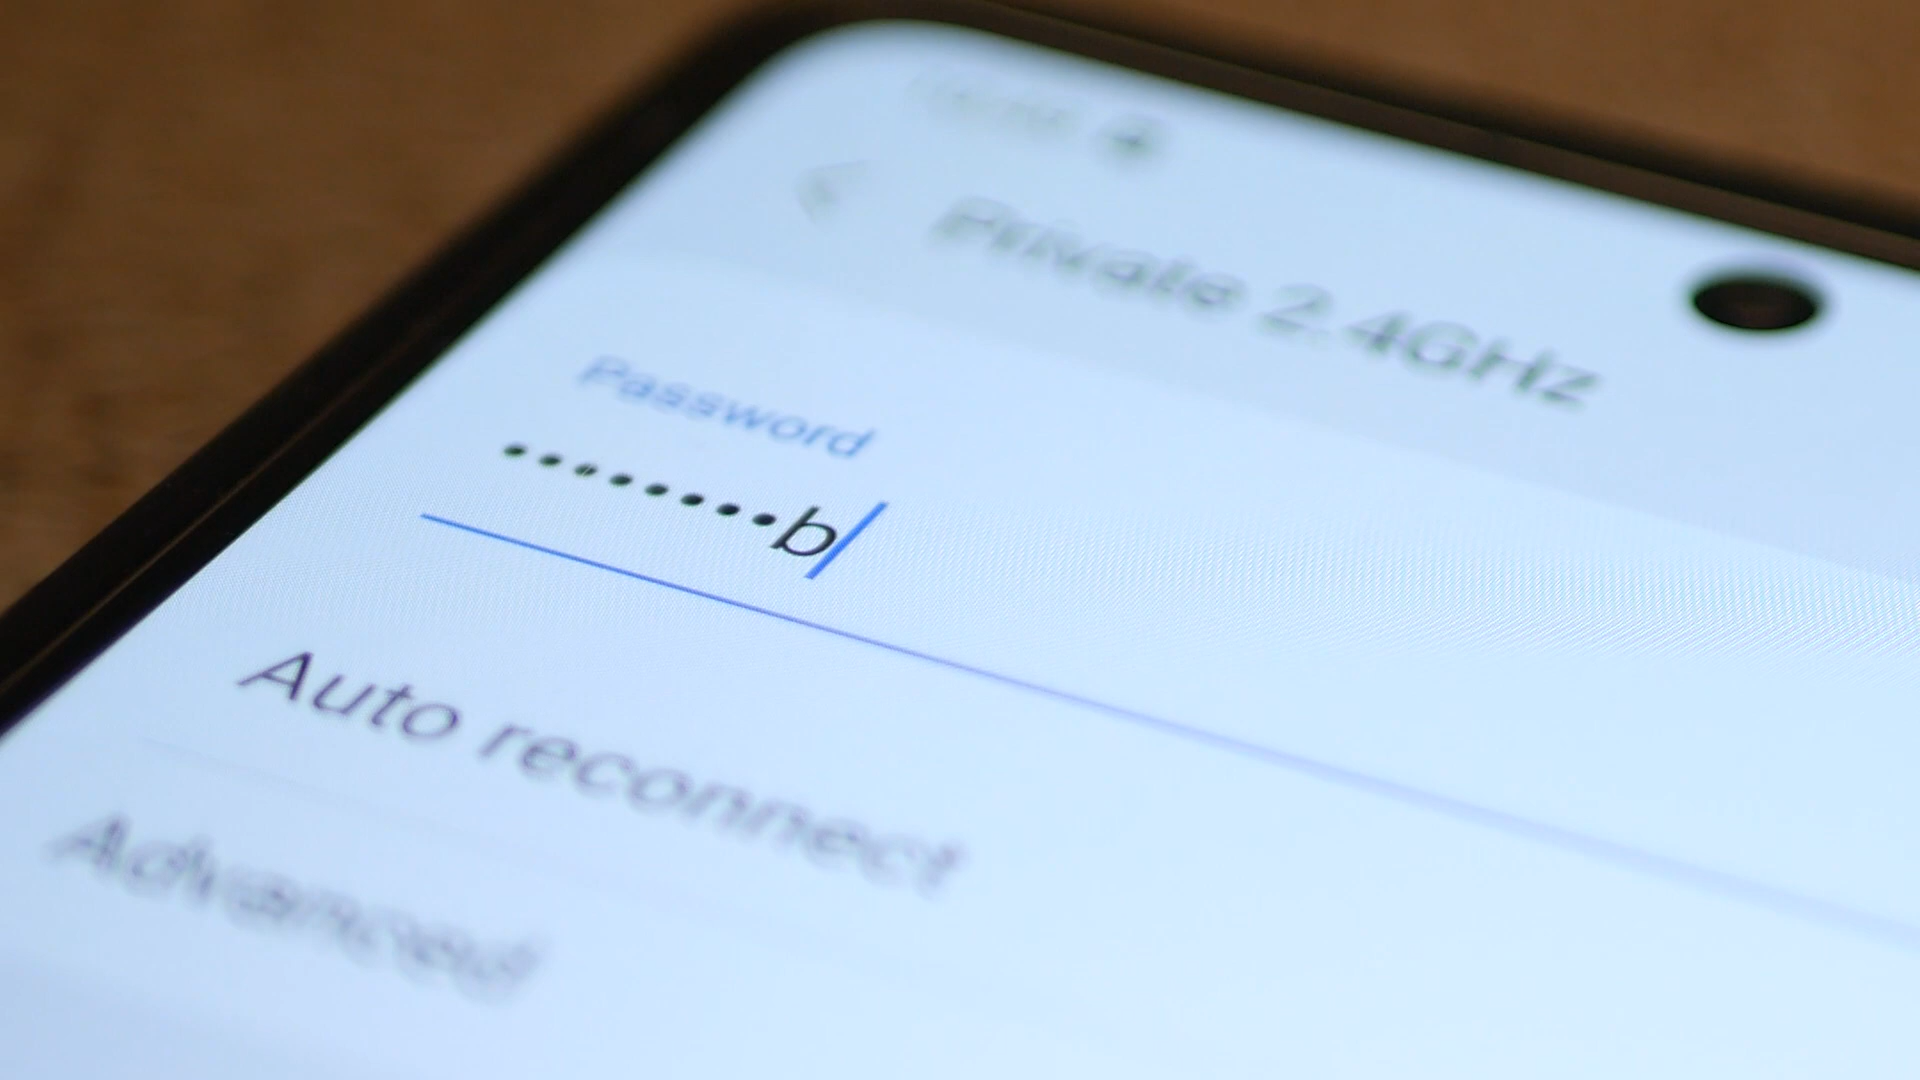 Private 2.4GHz
Password
••••••••b
Auto reconnect
Advanced